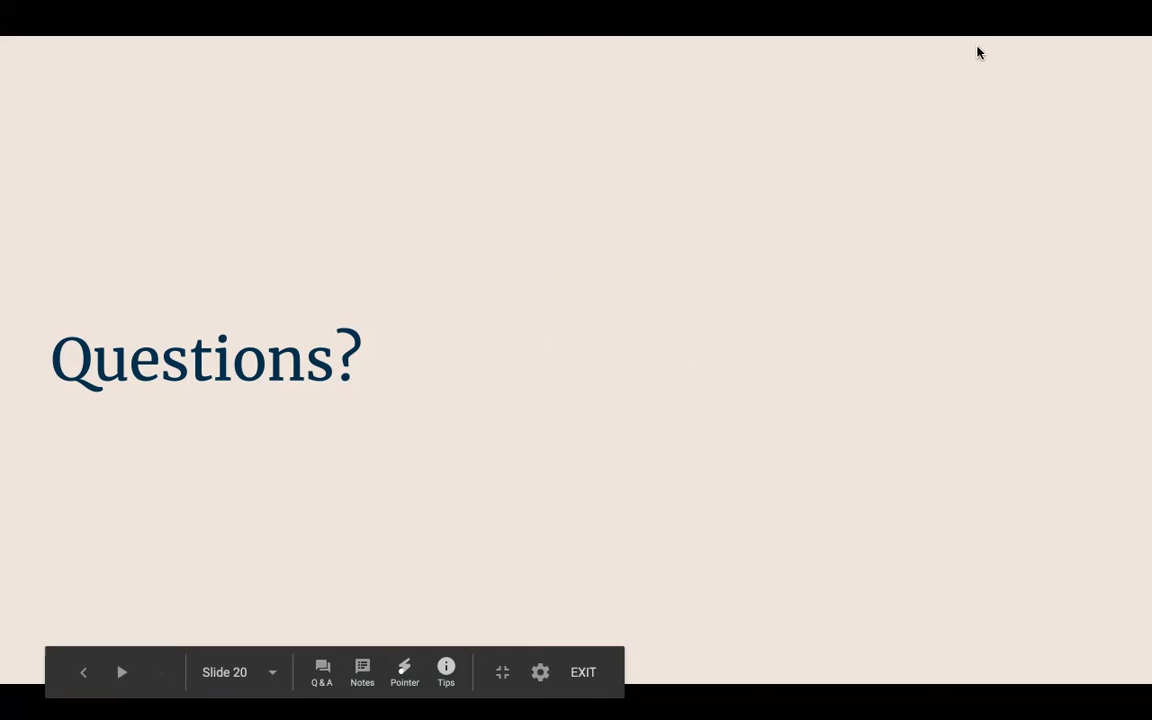 Questions?
Slide 20
Q & A
Notes
Pointer
Tips
EXIT